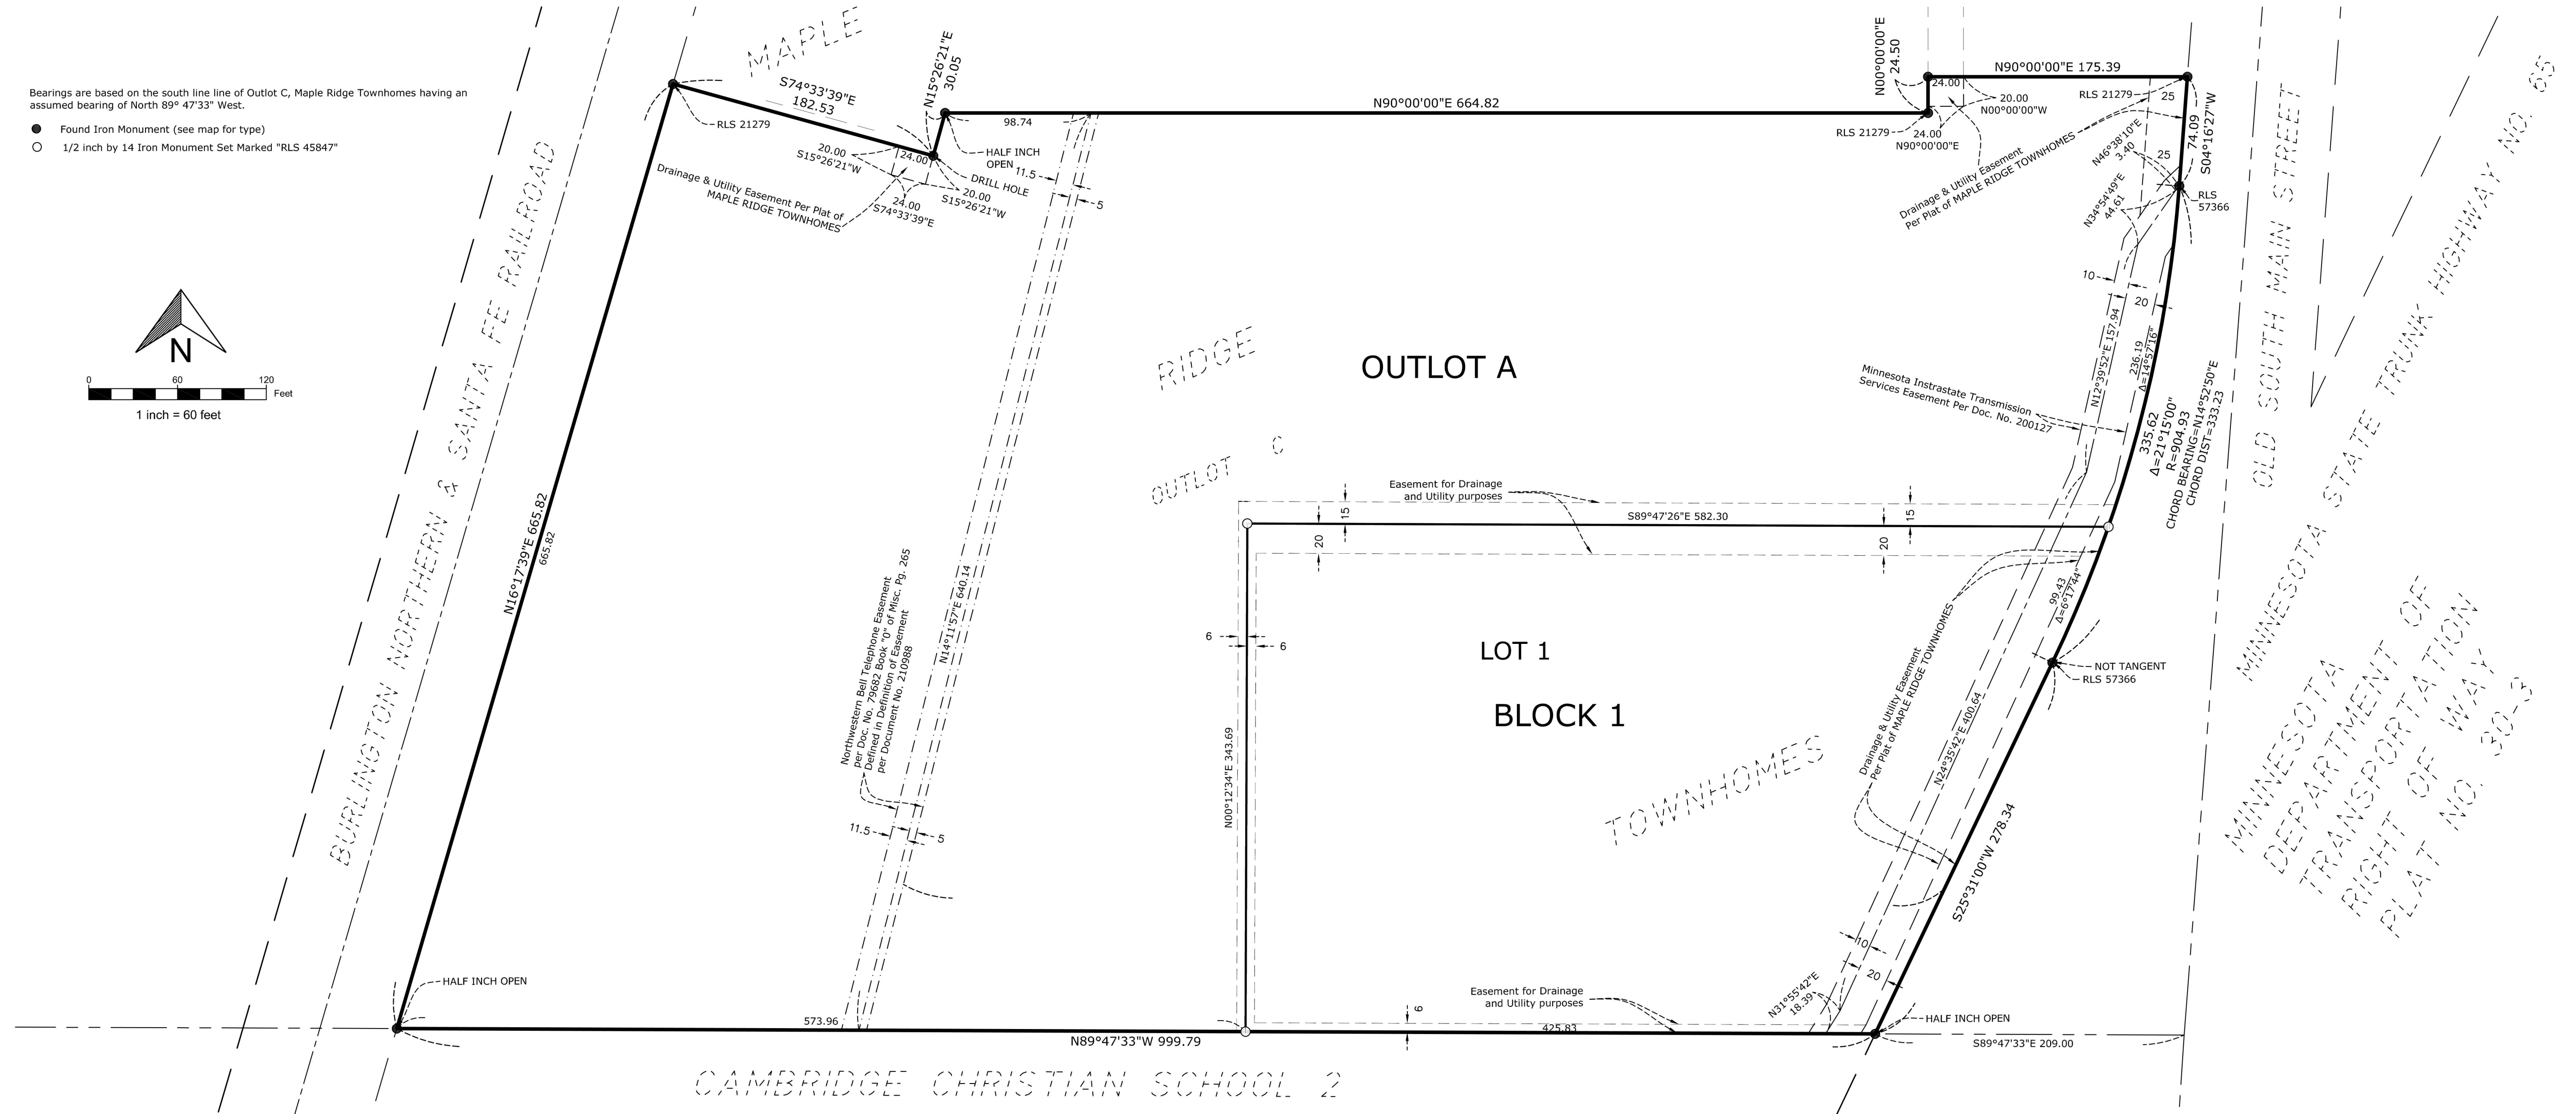 Bearings are based on the south line line of Outlot C, Maple Ridge Townhomes having an
assumed bearing of North 89° 47'33" West.
Found Iron Monument (see map for type)
1/2 inch by 14 Iron Monument Set Marked "RLS 45847"
N
0
60
120
Feet
1 inch = 60 feet
BURLINGTON NORTHERN & SANTA FE RAILROAD
MAPLE
RIDGE
OUTLOT C
TOWNHOMES
RLS 21279
S74°33'39"E
182.53
N15°26'21"E
30.05
20.00
S15°26'21"W
24.00
HALF INCH
OPEN
DRILL HOLE
20.00
S15°26'21"W
24.00
S74°33'39"E
Drainage & Utility Easement Per Plat of
MAPLE RIDGE TOWNHOMES
98.74
11.5
5
N90°00'00"E 664.82
N00°00'00"E
24.50
RLS 21279
24.00
24.00
N90°00'00"E
20.00
N00°00'00"W
N90°00'00"E 175.39
RLS 21279
25
25
Drainage & Utility Easement
Per Plat of MAPLE RIDGE TOWNHOMES
74.09
S04°16'27"W
N46°38'10"E
3.40
N34°54'49"E
44.61
RLS
57366
10
20
N12°39'52"E 157.94
236.19
Δ=14°57'16"
Minnesota Instrastate Transmission
Services Easement Per Doc. No. 200127
335.62
Δ=21°15'00"
R=904.93
CHORD BEARING=N14°52'50"E
CHORD DIST=333.23
OLD SOUTH MAIN STREET
MINNESOTA STATE TRUNK HIGHWAY NO. 65
MINNESOTA
DEPARTMENT OF
TRANSPORTATION
RIGHT OF WAY
PLAT NO. 30-3
OUTLOT A
Easement for Drainage
and Utility purposes
15
20
S89°47'26"E 582.30
15
20
N16°17'39"E 665.82
665.82
Northwestern Bell Telephone Easement
per Doc. No. 79682 Book "0" of Misc. Pg. 265
Defined in Definition of Easement
per Document No. 210988
N14°11'57"E 640.14
11.5
5
6
6
N00°12'34"E 343.69
LOT 1
BLOCK 1
Drainage & Utility Easement
Per Plat of MAPLE RIDGE TOWNHOMES
99.43
Δ=6°17'44"
NOT TANGENT
RLS 57366
N24°35'42"E 400.64
S25°31'00"W 278.34
10
20
N31°55'42"E
18.39
Easement for Drainage
and Utility purposes
6
HALF INCH OPEN
573.96
N89°47'33"W 999.79
425.83
HALF INCH OPEN
S89°47'33"E 209.00
CAMBRIDGE CHRISTIAN SCHOOL 2